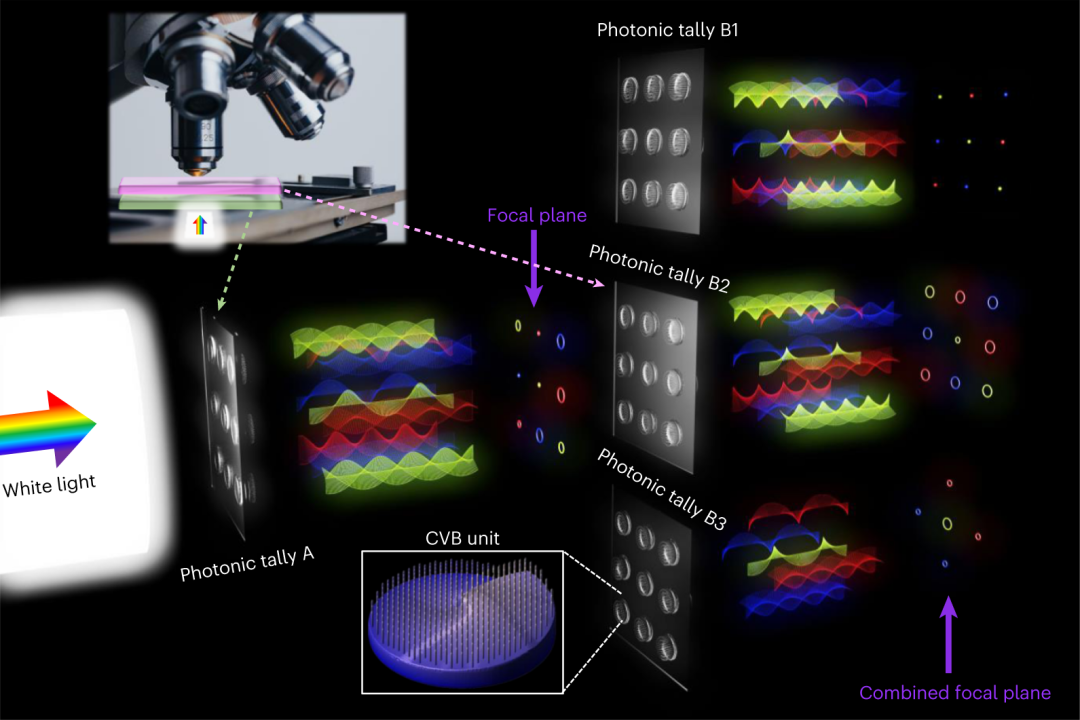 Photonic tally B1
Focal plane
Photonic tally B2
White light
Photonic tally A
Photonic tally B3
CVB unit
Combined focal plane